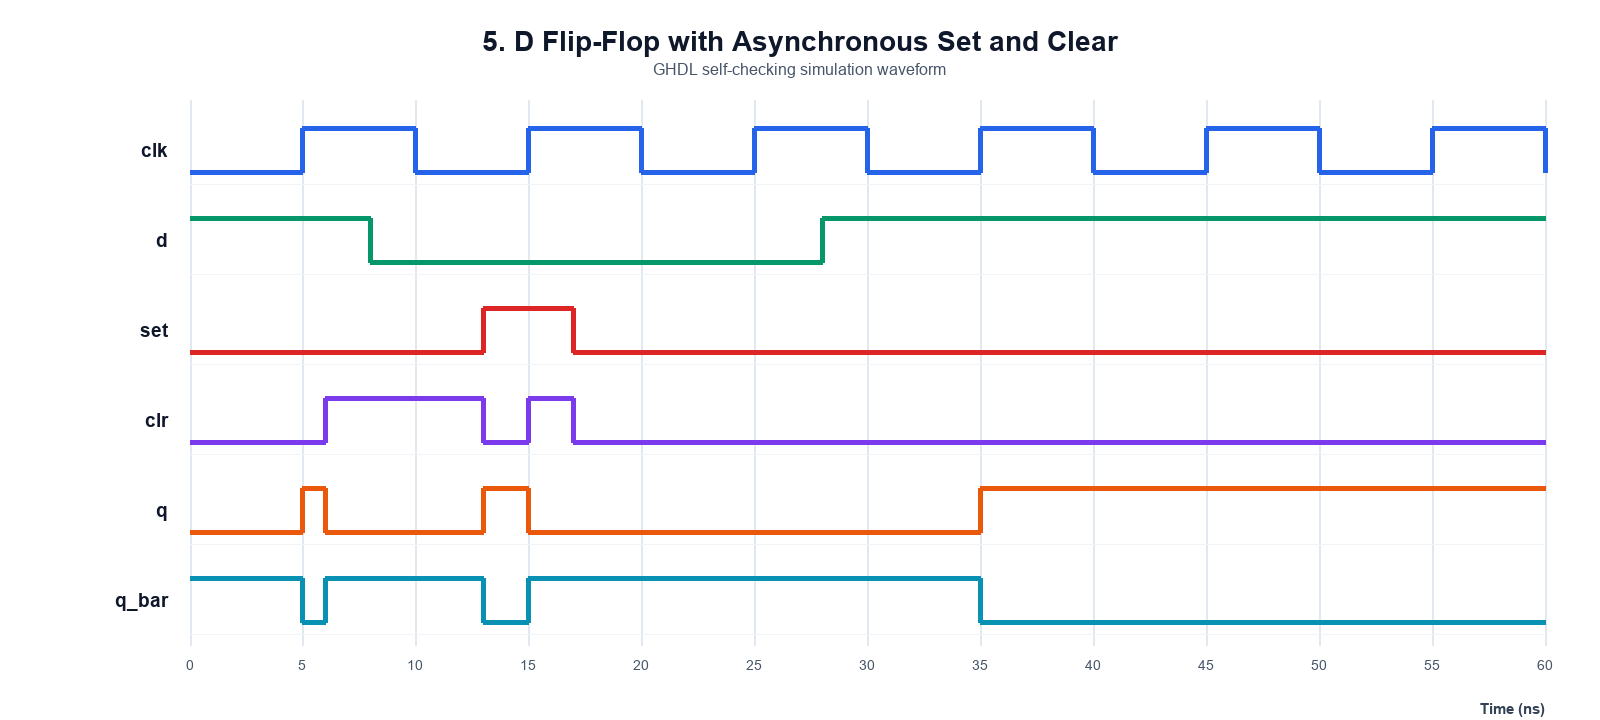 5. D Flip-Flop with Asynchronous Set and Clear
GHDL self-checking simulation waveform
clk
d
set
clr
q
q_bar
0 5 10 15 20 25 30 35 40 45 50 55 60
Time (ns)